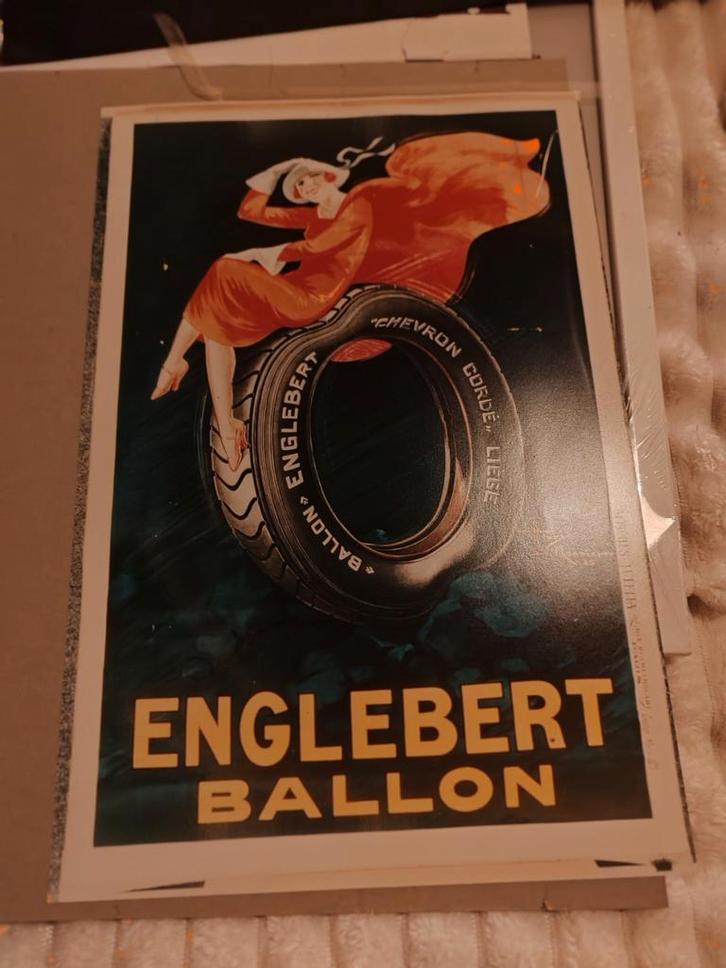 "CHEVRON CORDÉ" LIEGE
"BALLON" ENGLEBERT
ENGLEBERT
BALLON